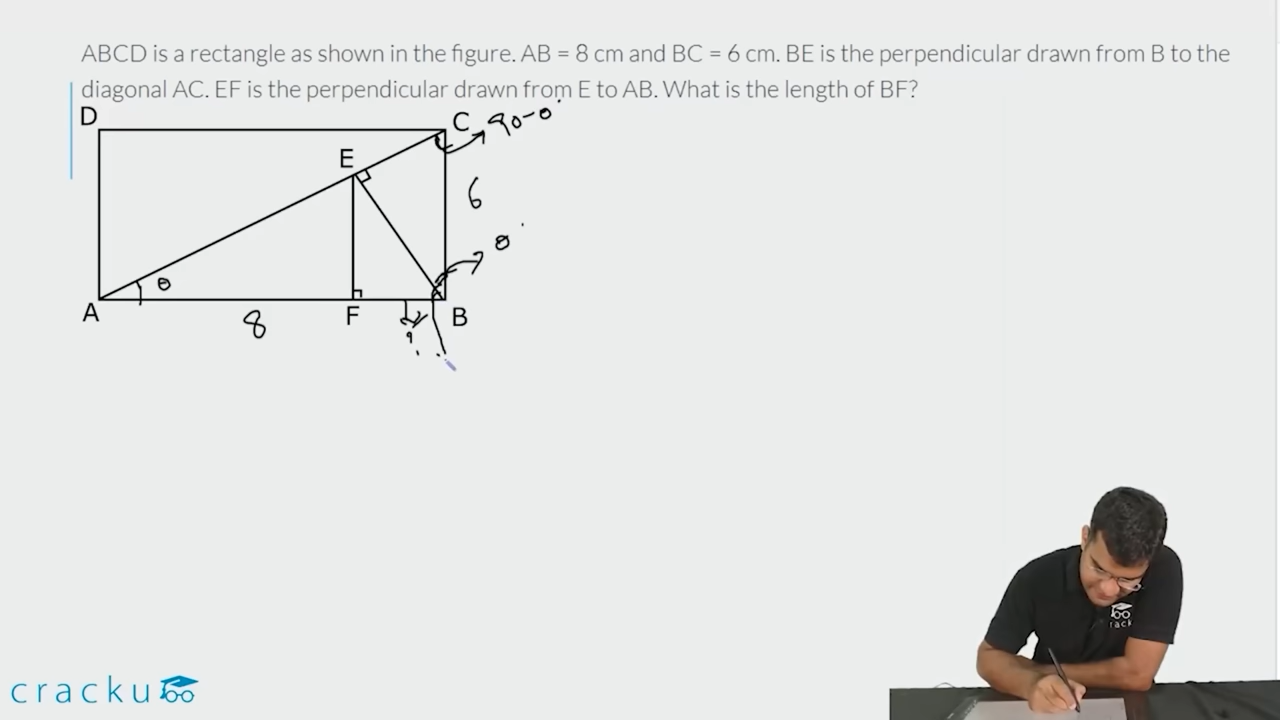 ABCD is a rectangle as shown in the figure. AB = 8 cm and BC = 6 cm. BE is the perpendicular drawn from B to the
diagonal AC. EF is the perpendicular drawn from E to AB. What is the length of BF?
D
C
90-θ
E
6
θ
θ
A
8
F
B
?
cracku